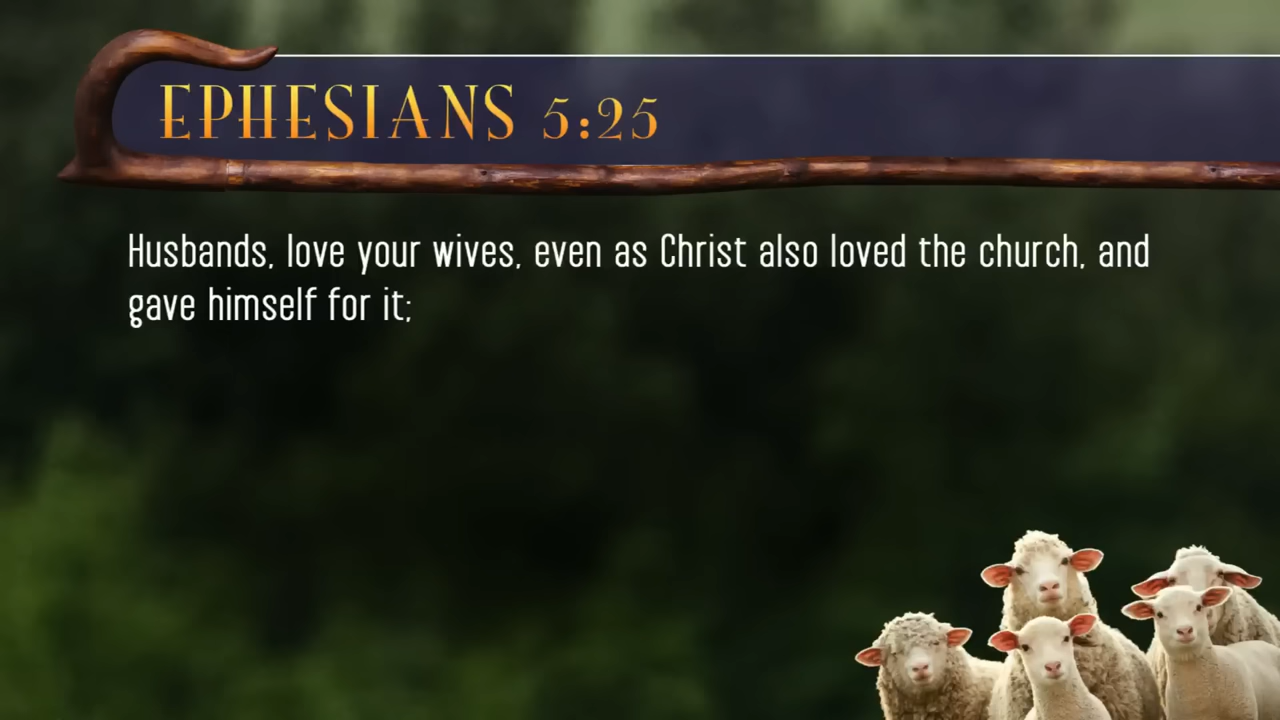 EPHESIANS 5:25
Husbands, love your wives, even as Christ also loved the church, and
gave himself for it;